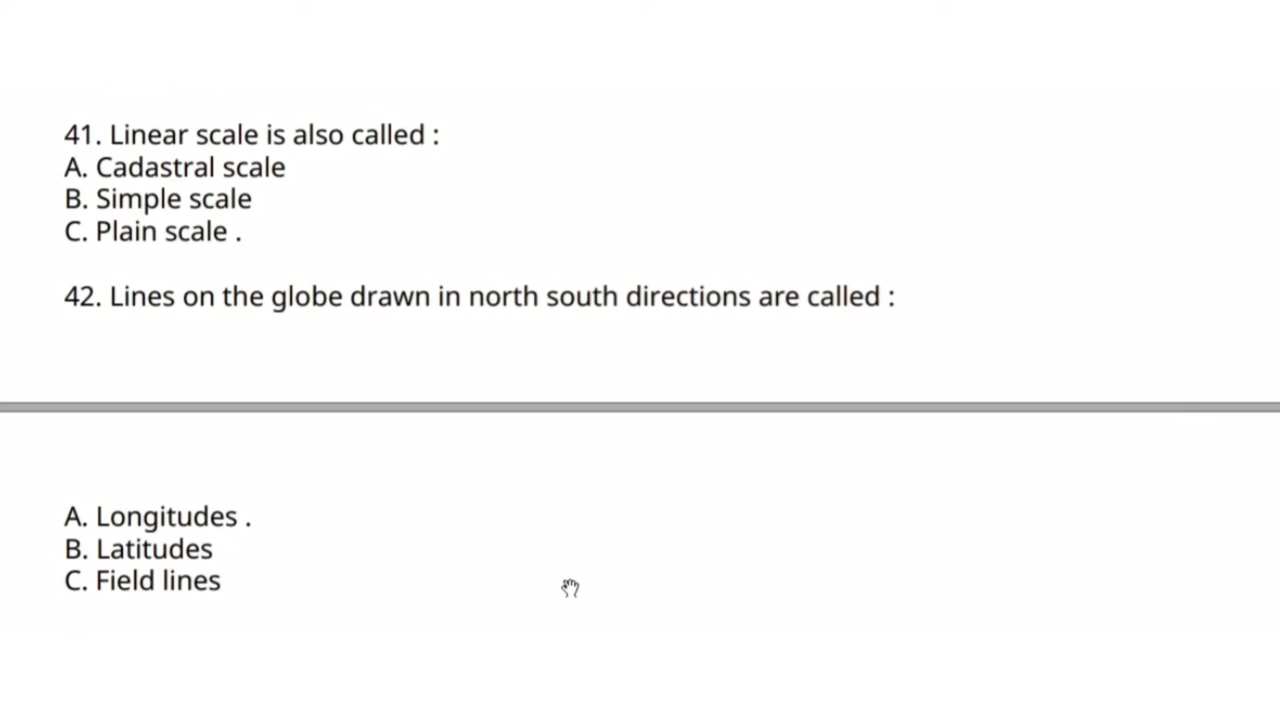 41. Linear scale is also called :
A. Cadastral scale
B. Simple scale
C. Plain scale .
42. Lines on the globe drawn in north south directions are called :
A. Longitudes .
B. Latitudes
C. Field lines